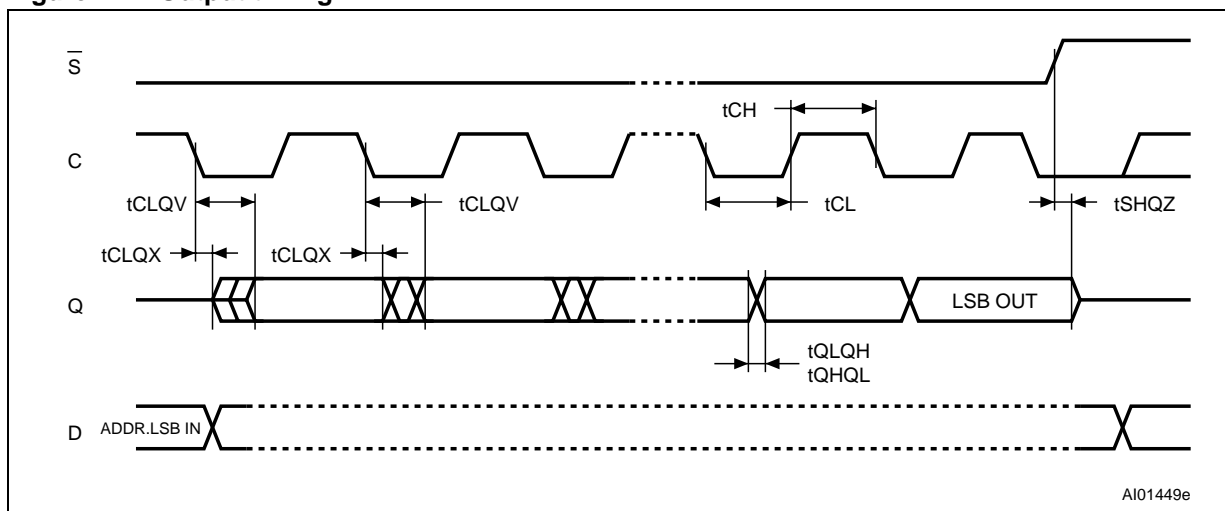 S
tCH
C
tCLQV
tCLQV
tCL
tSHQZ
tCLQX
tCLQX
Q
LSB OUT
tQLQH
tQHQL
D
ADDR.LSB IN
AI01449e